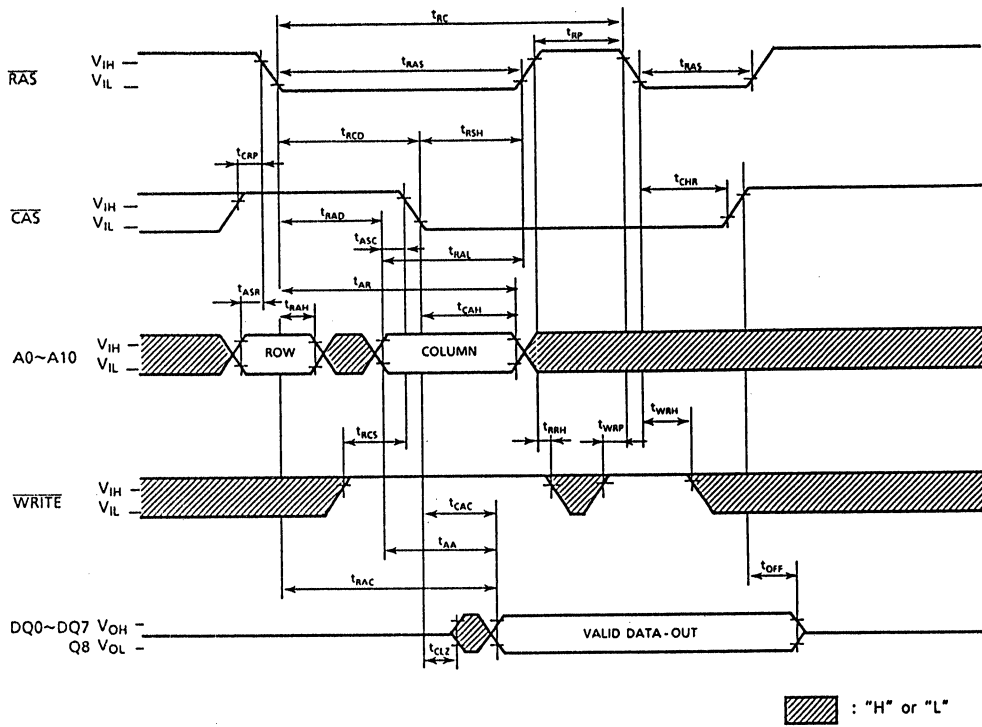 tRC
tRP
RAS VIH
VIL
tRAS
tRAS
tRCD
tRSH
tCRP
tCHR
CAS VIH
VIL
tRAD
tASC
tRAL
tAR
tASR
tRAH
tCAH
A0~A10 VIH
VIL
ROW
COLUMN
tRCS
tRRH
tWRP
tWRH
WRITE VIH
VIL
tCAC
tAA
tRAC
tOFF
DQ0~DQ7 VOH
Q8 VOL
VALID DATA-OUT
tCLZ
: "H" or "L"